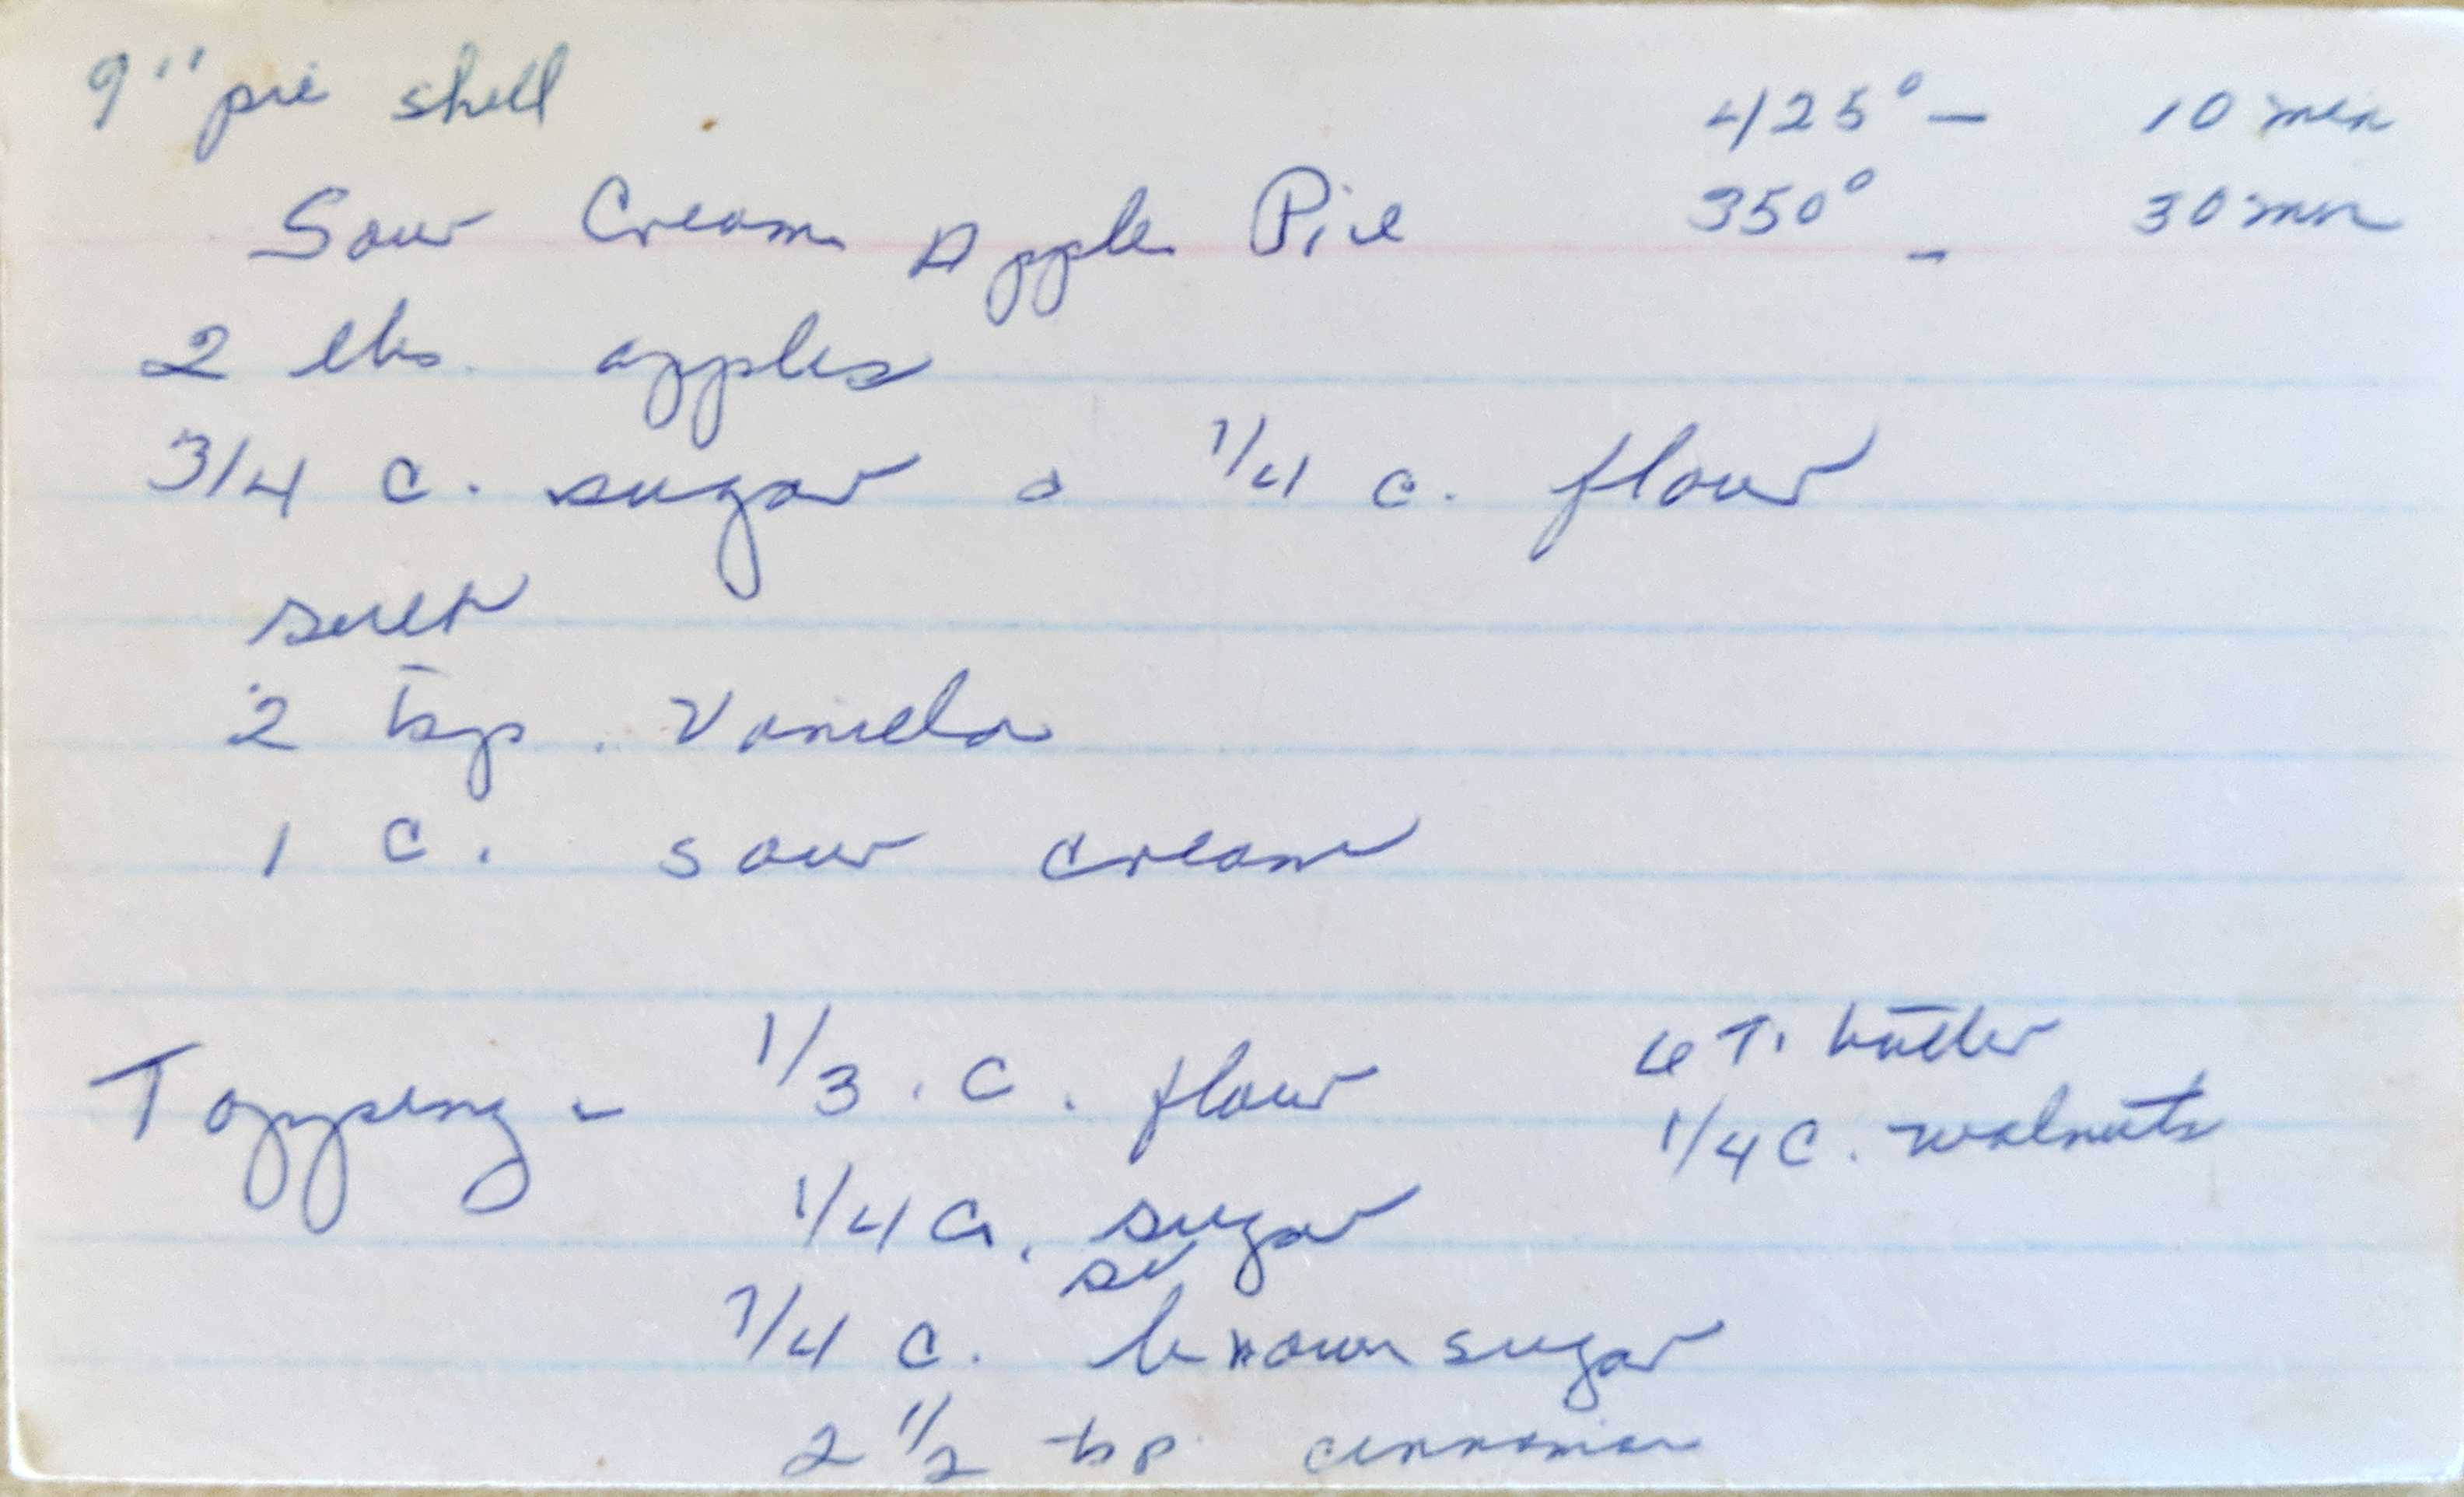 9" pie shell
425° - 10 min
350° - 30 min
Sour Cream Apple Pie
2 lbs. apples
3/4 c. sugar 1/4 c. flour
salt
2 tsp. Vanilla
1 c. sour cream
Topping - 1/3 . c. flour
6 T. butter
1/4 c. walnuts
1/4 c. sugar
1/4 c. brown sugar
2 1/2 tsp cinnamon